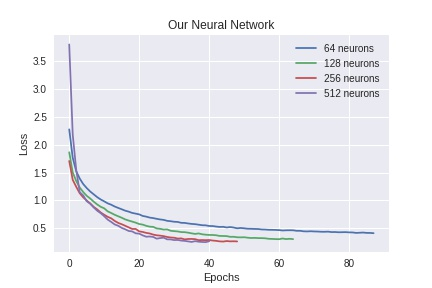 Our Neural Network
64 neurons
128 neurons
256 neurons
512 neurons
3.5
3.0
2.5
2.0
1.5
1.0
0.5
Loss
0 20 40 60 80
Epochs